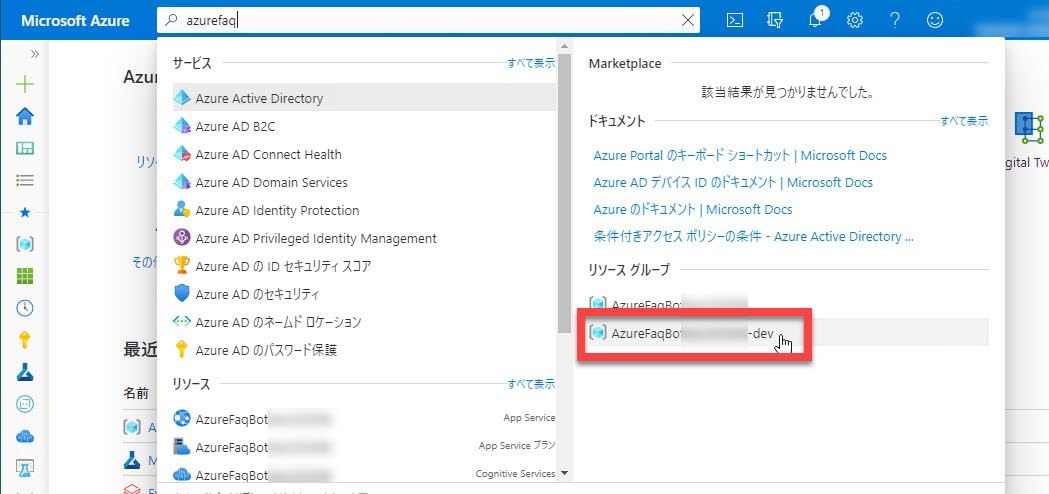 Microsoft Azure
azurefaq
1
»
Azu
リソー
その他
最近
名前
A
M
サービス
すべて表示
Azure Active Directory
Azure AD B2C
Azure AD Connect Health
Azure AD Domain Services
Azure AD Identity Protection
Azure AD Privileged Identity Management
Azure AD の ID セキュリティ スコア
Azure AD のセキュリティ
Azure AD のネームド ロケーション
Azure AD のパスワード保護
リソース
すべて表示
AzureFaqBot
App Service
AzureFaqBot
App Service プラン
AzureFaqBot
Cognitive Services
Marketplace
該当結果が見つかりませんでした。
ドキュメント
すべて表示
Azure Portal のキーボード ショートカット | Microsoft Docs
Azure AD デバイス ID のドキュメント | Microsoft Docs
Azure のドキュメント | Microsoft Docs
条件付きアクセス ポリシーの条件 - Azure Active Directory ...
リソース グループ
AzureFaqBot
AzureFaqBot -dev
igital Tw